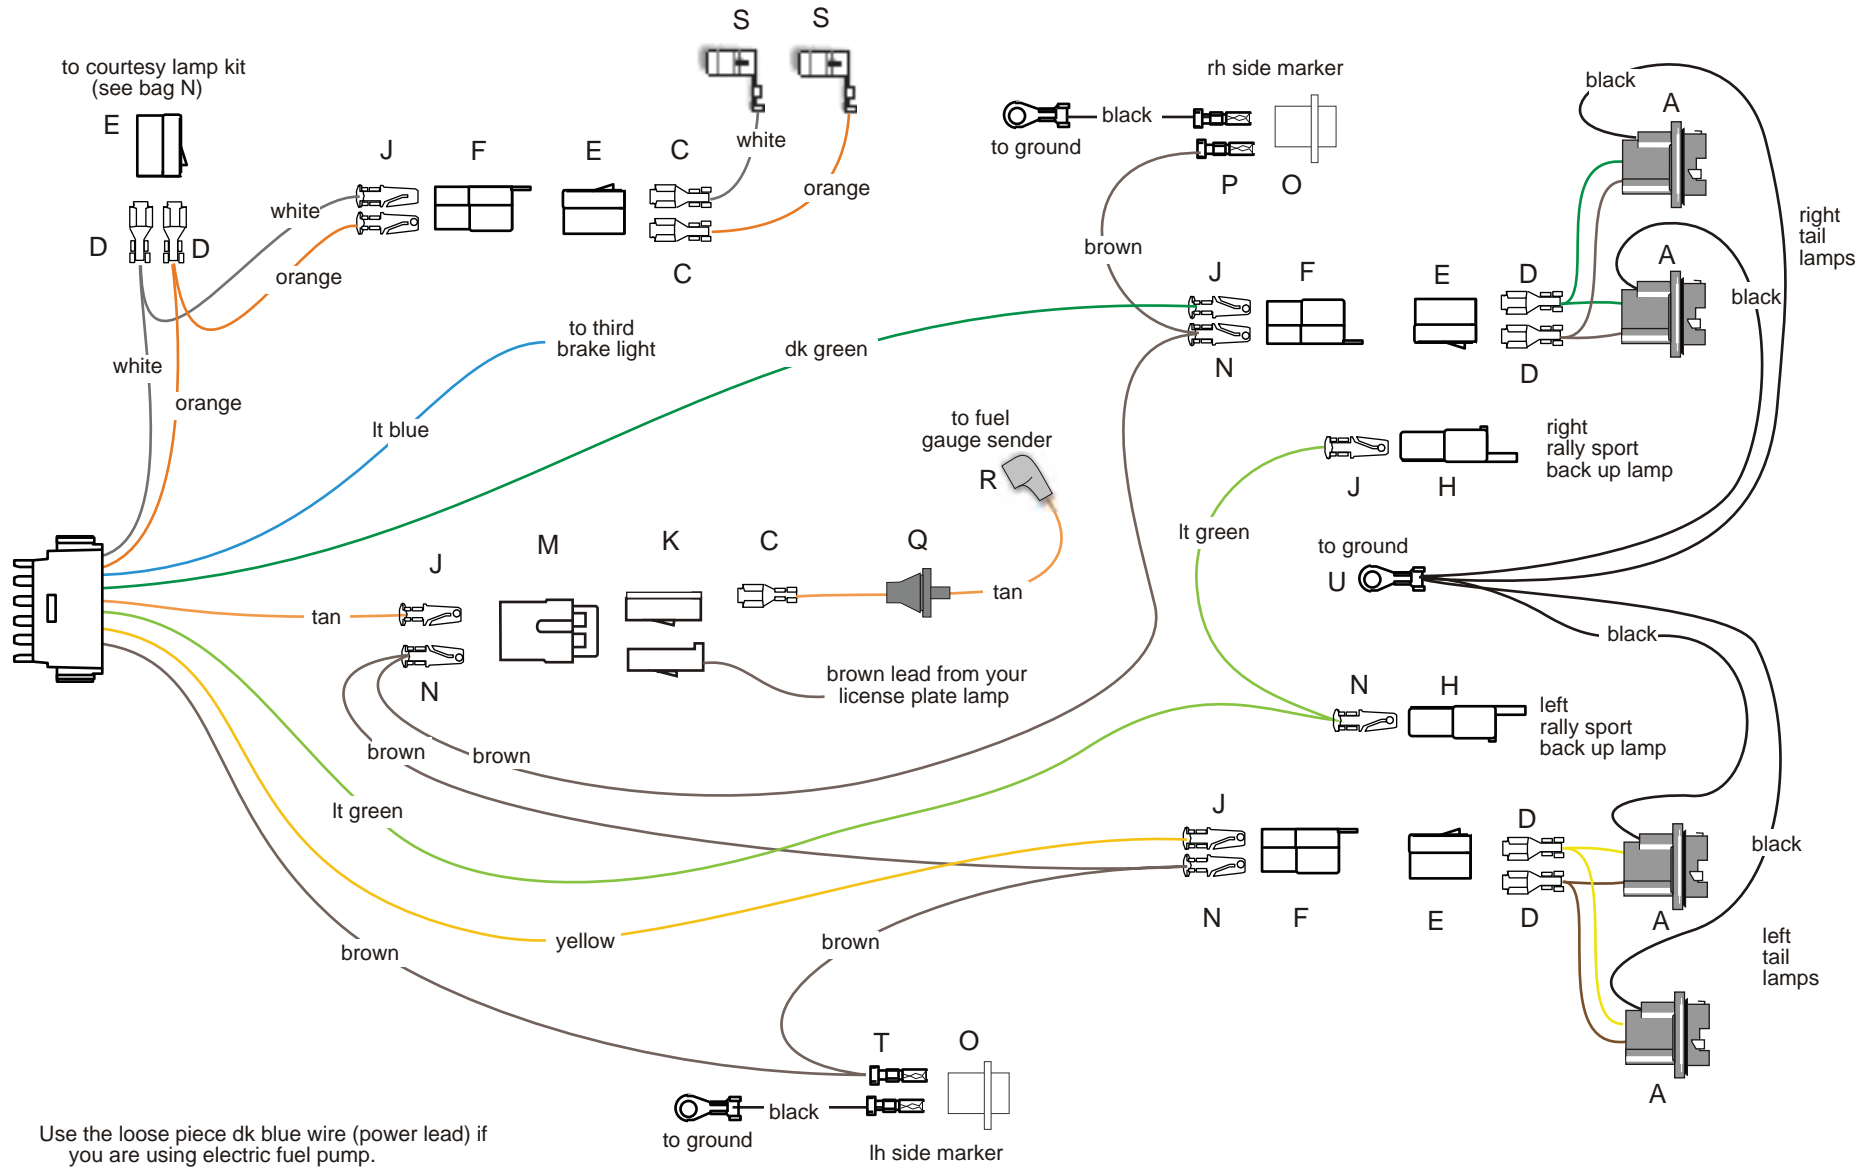 S
S
to courtesy lamp kit
(see bag N)
rh side marker
black
A
E
J
F
E
C
white
black
to ground
orange
P
O
white
right
tail
lamps
D
D
brown
A
orange
C
J
F
E
D
black
to third
brake light
dk green
white
N
D
orange
lt blue
to fuel
gauge sender
right
rally sport
back up lamp
R
J
H
lt green
J
M
K
C
Q
to ground
U
tan
tan
black
N
brown lead from your
license plate lamp
N
H
left
rally sport
back up lamp
brown
brown
lt green
J
D
black
N
F
E
D
A
yellow
brown
brown
left
tail
lamps
T
O
A
black
to ground
lh side marker
Use the loose piece dk blue wire (power lead) if
you are using electric fuel pump.